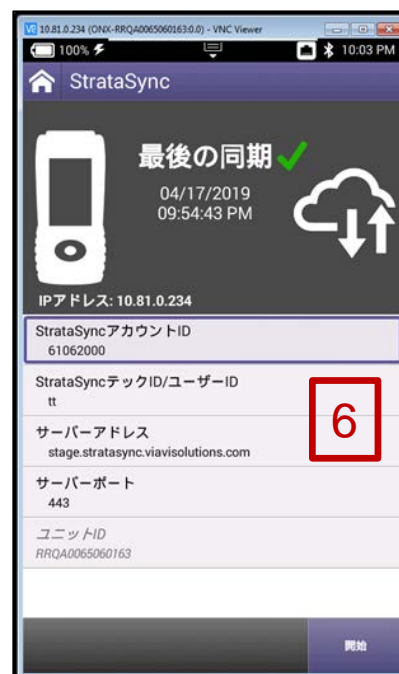 10.81.0.234 (ONX-RRQA0065060163:0.0) - VNC Viewer
100%
10:03 PM
StrataSync
最後の同期
04/17/2019
09:54:43 PM
IPアドレス: 10.81.0.234
StrataSyncアカウントID
61062000
StrataSyncテックID/ユーザーID
tt
サーバーアドレス
stage.stratasync.viavisolutions.com
サーバーポート
443
ユニットID
RRQA0065060163
6
開始